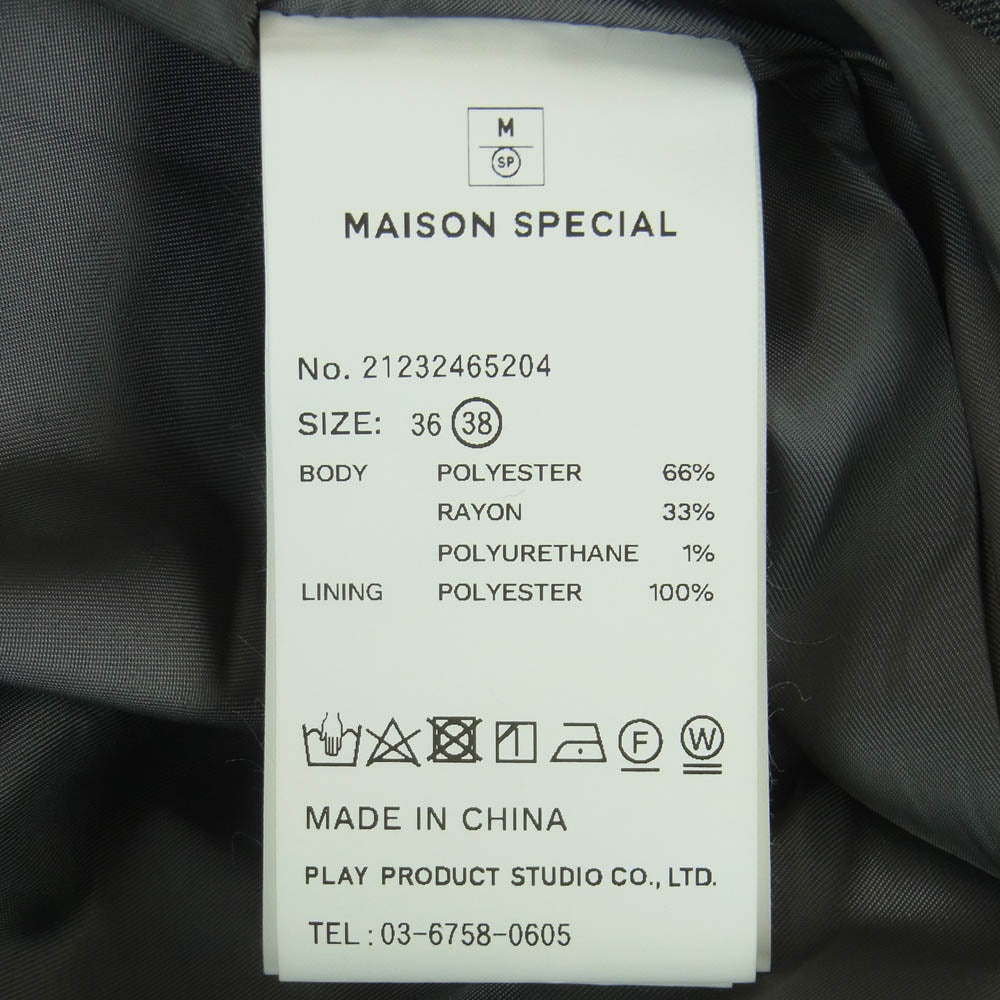 M
SP
MAISON SPECIAL
No. 21232465204
SIZE: 36 38
BODY POLYESTER 66%
RAYON 33%
POLYURETHANE 1%
LINING POLYESTER 100%
F W
MADE IN CHINA
PLAY PRODUCT STUDIO CO., LTD.
TEL : 03-6758-0605